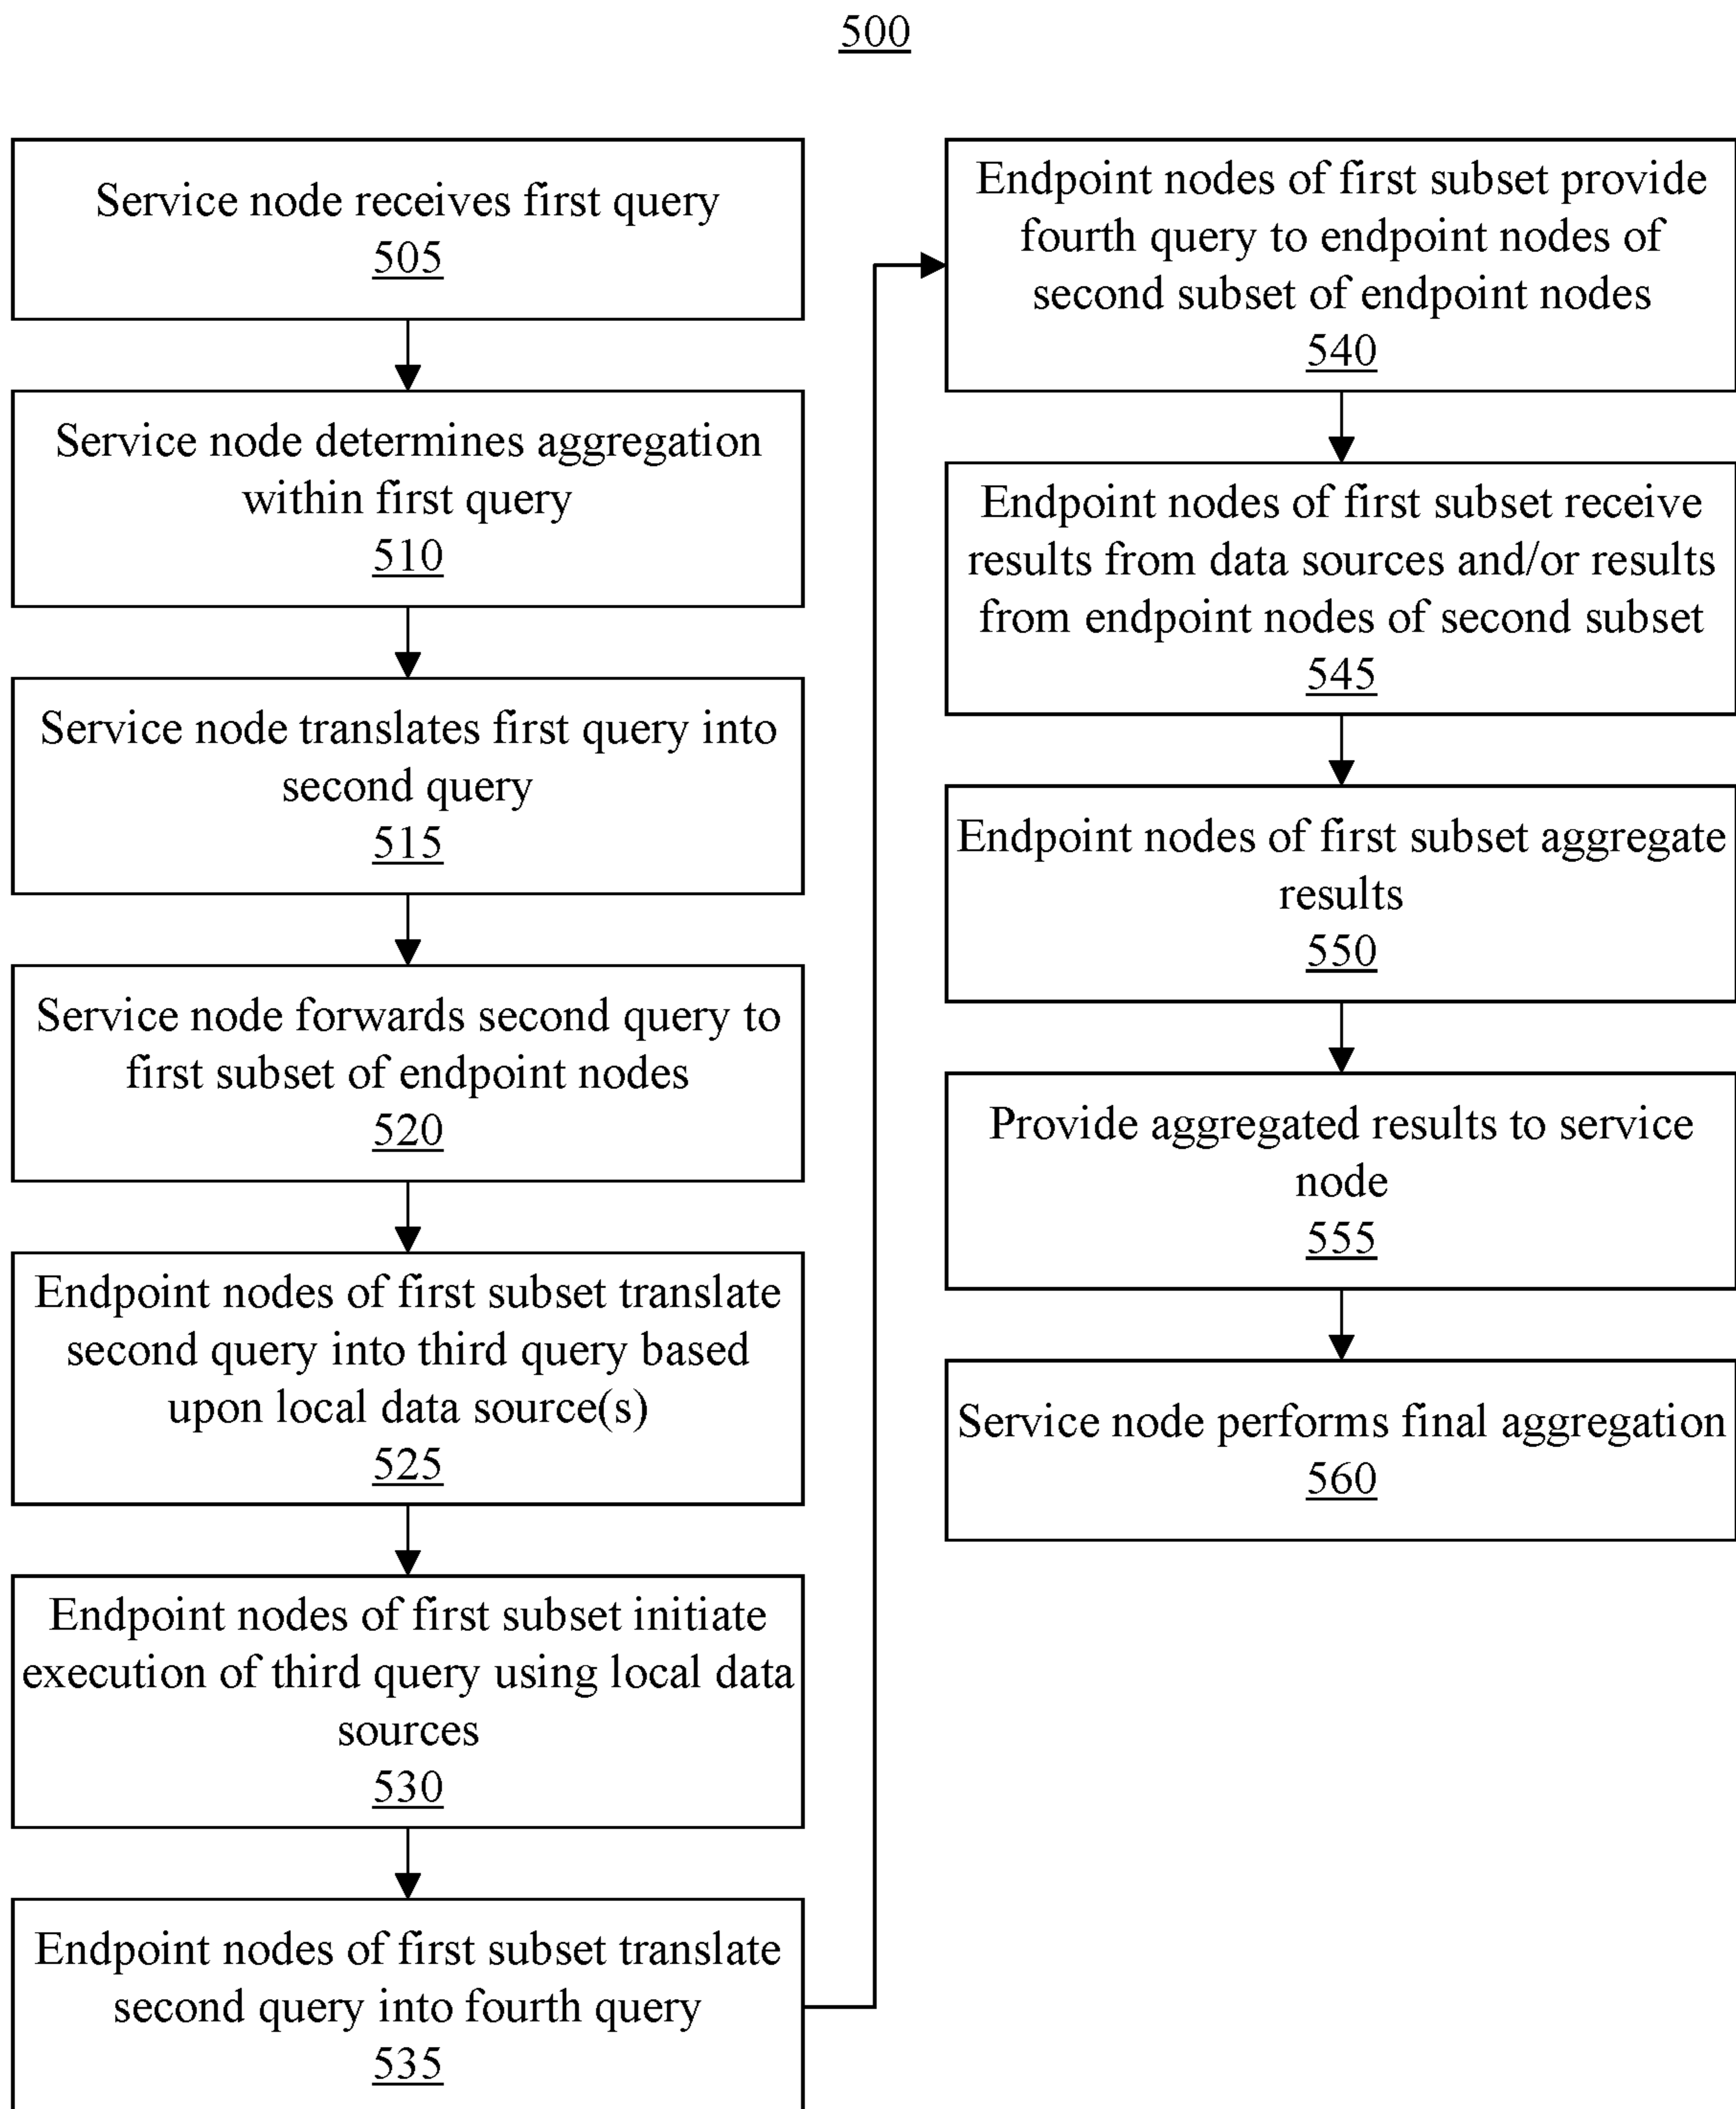 500
Service node receives first query
505
Service node determines aggregation
within first query
510
Service node translates first query into
second query
515
Service node forwards second query to
first subset of endpoint nodes
520
Endpoint nodes of first subset translate
second query into third query based
upon local data source(s)
525
Endpoint nodes of first subset initiate
execution of third query using local data
sources
530
Endpoint nodes of first subset translate
second query into fourth query
535
Endpoint nodes of first subset provide
fourth query to endpoint nodes of
second subset of endpoint nodes
540
Endpoint nodes of first subset receive
results from data sources and/or results
from endpoint nodes of second subset
545
Endpoint nodes of first subset aggregate
results
550
Provide aggregated results to service
node
555
Service node performs final aggregation
560